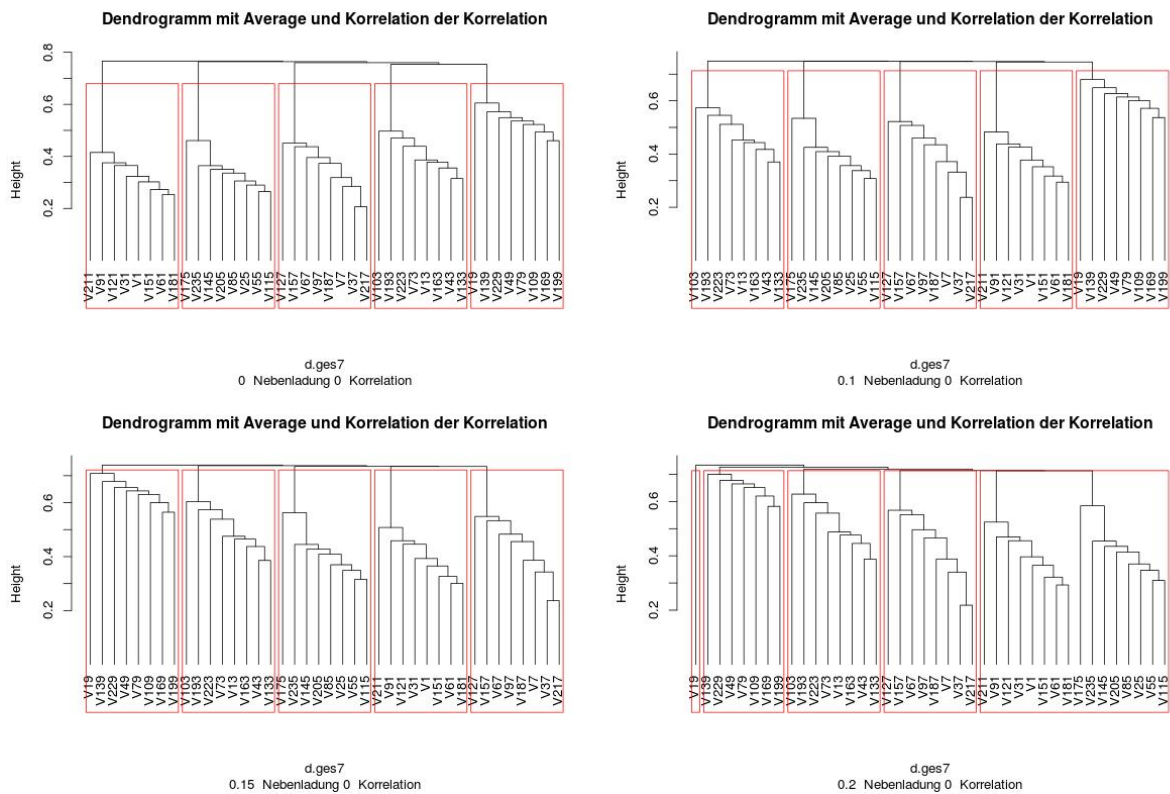 Dendrogramm mit Average und Korrelation der Korrelation
Height
0.8
0.6
0.4
0.2
V211 V91 V121 V31 V1 V151 V61 V181 V175 V235 V145 V205 V85 V25 V55 V115 V127 V157 V67 V97 V187 V7 V37 V217 V103 V193 V223 V73 V13 V163 V43 V133 V19 V139 V229 V49 V79 V109 V169 V199
d.ges7
0 Nebenladung 0 Korrelation
Dendrogramm mit Average und Korrelation der Korrelation
Height
0.6
0.4
0.2
V103 V193 V223 V73 V13 V163 V43 V133 V175 V235 V145 V205 V85 V25 V55 V115 V127 V157 V67 V97 V187 V7 V37 V217 V211 V91 V121 V31 V1 V151 V61 V181 V19 V139 V229 V49 V79 V109 V169 V199
d.ges7
0.1 Nebenladung 0 Korrelation
Dendrogramm mit Average und Korrelation der Korrelation
Height
0.6
0.4
0.2
V19 V139 V229 V49 V79 V109 V169 V199 V103 V193 V223 V73 V13 V163 V43 V133 V175 V235 V145 V205 V85 V25 V55 V115 V211 V91 V121 V31 V1 V151 V61 V181 V127 V157 V67 V97 V187 V7 V37 V217
d.ges7
0.15 Nebenladung 0 Korrelation
Dendrogramm mit Average und Korrelation der Korrelation
Height
0.6
0.4
0.2
V19 V139 V229 V49 V79 V109 V169 V199 V103 V193 V223 V73 V13 V163 V43 V133 V127 V157 V67 V97 V187 V7 V37 V217 V211 V91 V121 V31 V1 V151 V61 V181 V175 V235 V145 V205 V85 V25 V55 V115
d.ges7
0.2 Nebenladung 0 Korrelation